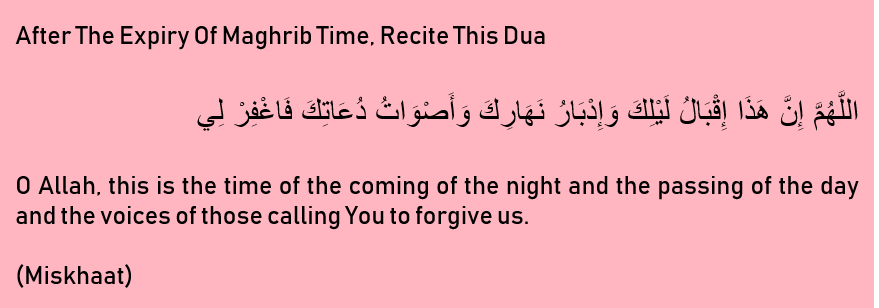 After The Expiry Of Maghrib Time, Recite This Dua
اللَّهُمَّ إِنَّ هَذَا إِقْبَالُ لَيْلِكَ وَإِدْبَارُ نَهَارِكَ وَأَصْوَاتُ دُعَاتِكَ فَاغْفِرْ لِي
O Allah, this is the time of the coming of the night and the passing of the day
and the voices of those calling You to forgive us.
(Miskhaat)